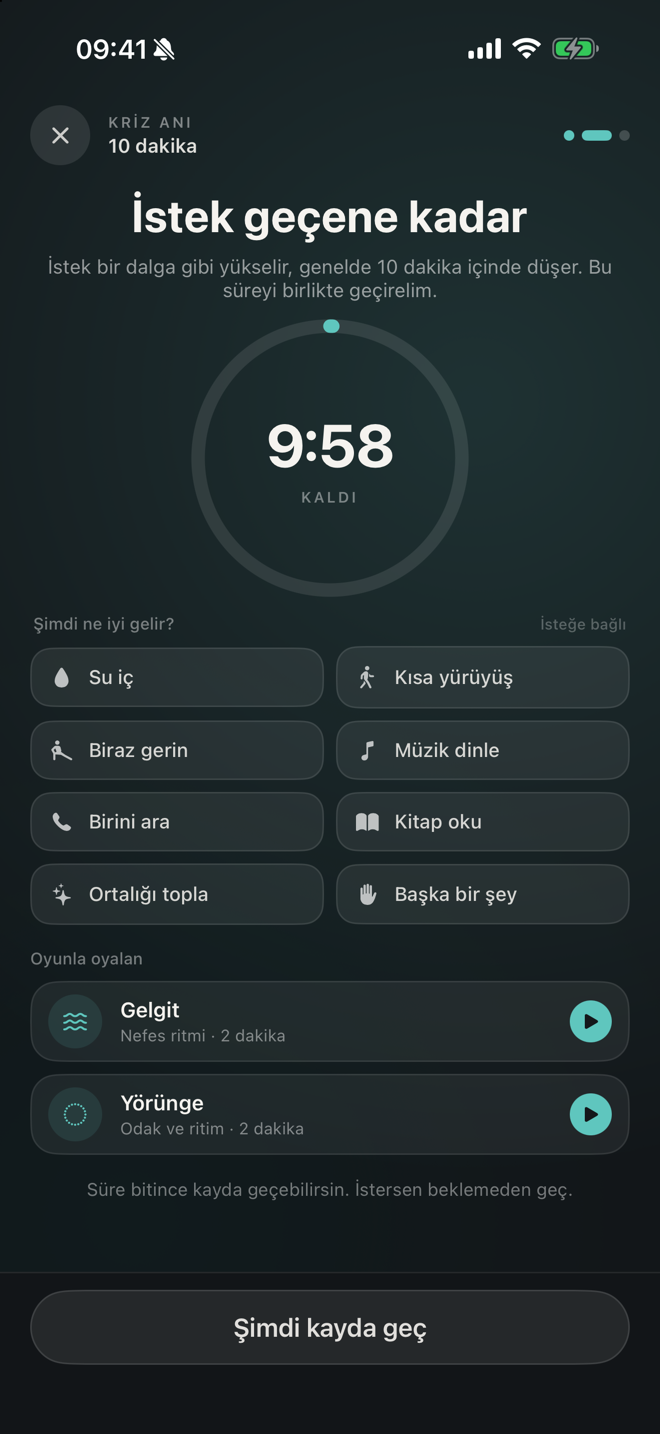 09:41
KRİZ ANI
10 dakika
İstek geçene kadar
İstek bir dalga gibi yükselir, genelde 10 dakika içinde düşer. Bu
süreyi birlikte geçirelim.
9:58
KALDI
Şimdi ne iyi gelir?
İsteğe bağlı
Su iç
Kısa yürüyüş
Biraz gerin
Müzik dinle
Birini ara
Kitap oku
Ortalığı topla
Başka bir şey
Oyunla oyalan
Gelgit
Nefes ritmi · 2 dakika
Yörünge
Odak ve ritim · 2 dakika
Süre bitince kayda geçebilirsin. İstersen beklemeden geç.
Şimdi kayda geç